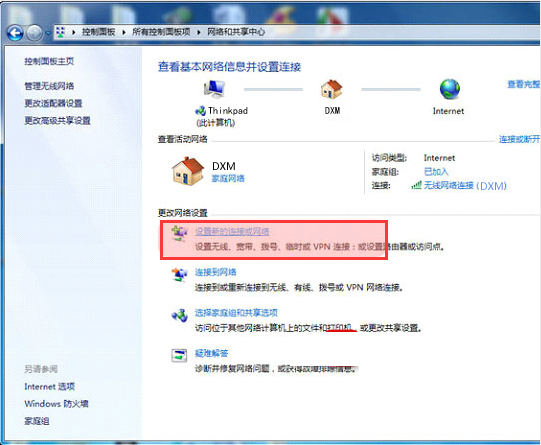 控制面板 ▸ 所有控制面板项 ▸ 网络和共享中心
控制面板主页
管理无线网络
更改适配器设置
更改高级共享设置
查看基本网络信息并设置连接
查看完整
Thinkpad
(此计算机)
DXM
Internet
查看活动网络
连接或断开
DXM
家庭网络
访问类型:
Internet
家庭组:
已加入
连接:
无线网络连接 (DXM)
更改网络设置
设置新的连接或网络
设置无线、宽带、拨号、临时或 VPN 连接；或设置路由器或访问点。
连接到网络
连接到或重新连接到无线、有线、拨号或 VPN 网络连接。
选择家庭组和共享选项
访问位于其他网络计算机上的文件和打印机，或更改共享设置。
疑难解答
诊断并修复网络问题，或获得故障排除信息。
另请参阅
Internet 选项
Windows 防火墙
家庭组